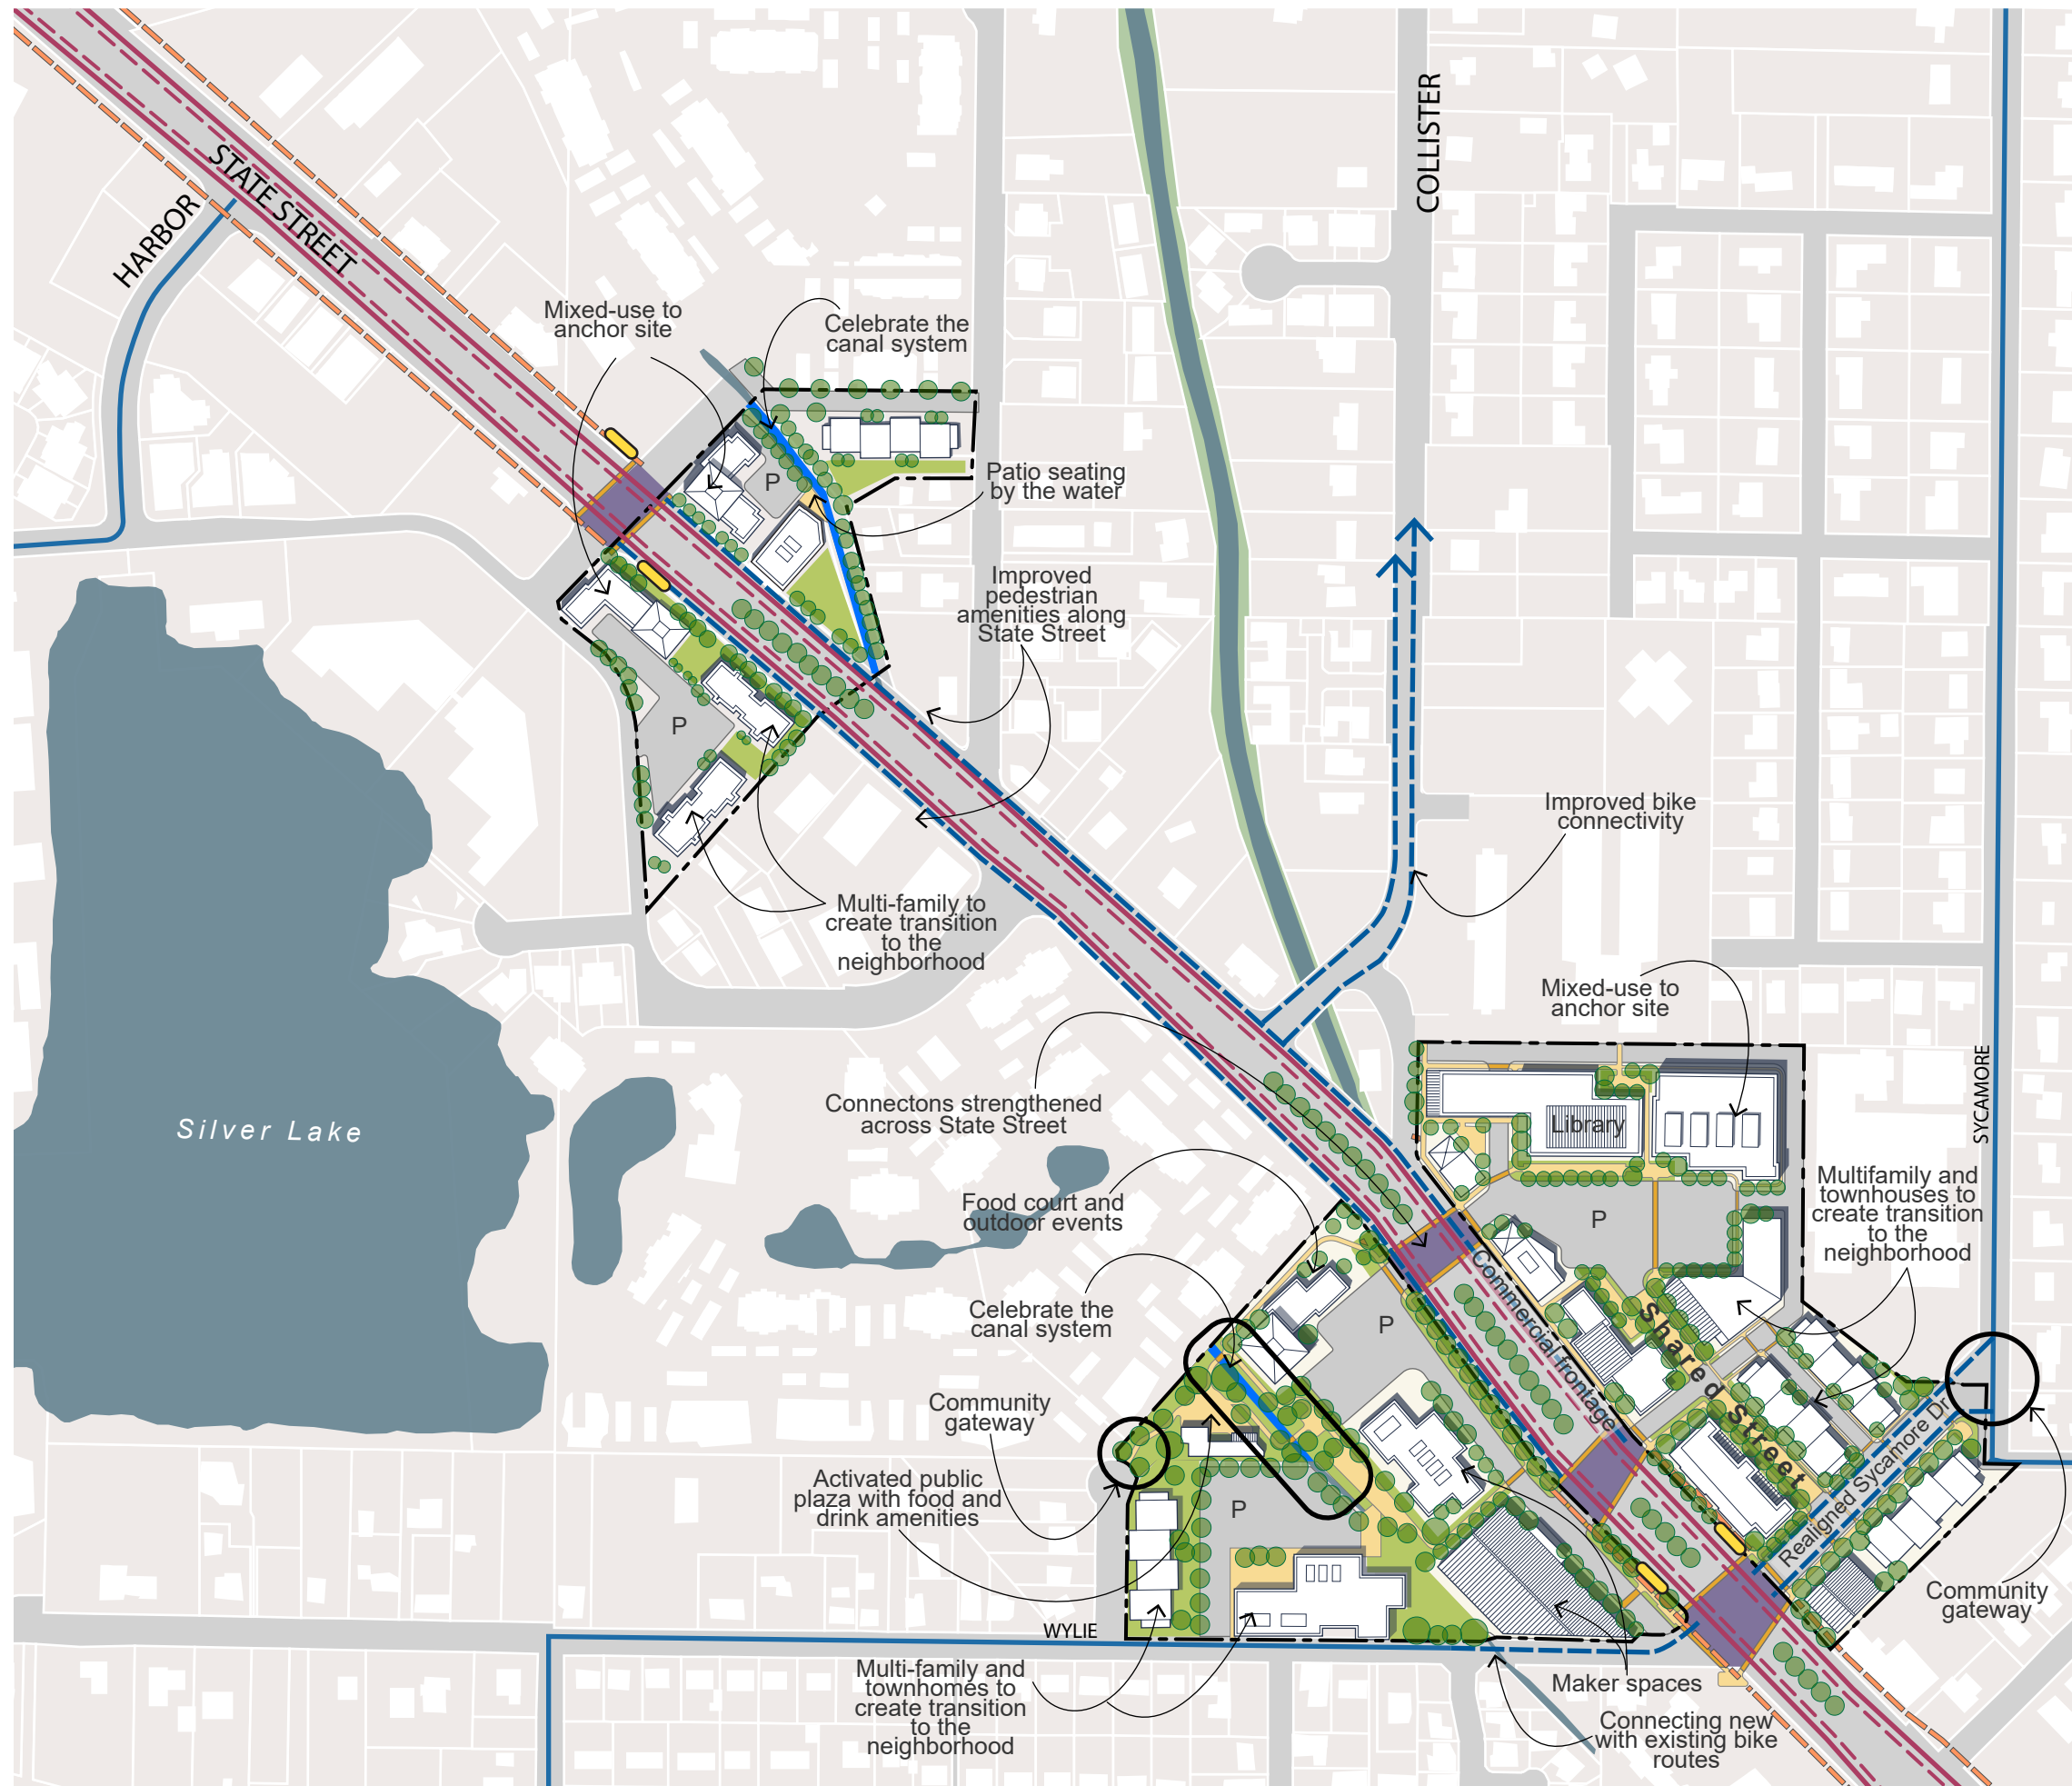 COLLISTER
STATE STREET
HARBOR
Mixed-use to
anchor site
Celebrate the
canal system
P
Patio seating
by the water
Improved
pedestrian
amenities along
State Street
P
Improved bike
connectivity
Multi-family to
create transition
to the
neighborhood
Mixed-use to
anchor site
SYCAMORE
Silver Lake
Connectons strengthened
across State Street
Library
Multifamily and
townhouses to
create transition
to the
neighborhood
Food court and
outdoor events
P
Commercial frontage
Shared Street
Celebrate the
canal system
P
Community
gateway
Realigned Sycamore Dr
Activated public
plaza with food and
drink amenities
P
Community
gateway
WYLIE
Multi-family and
townhomes to
create transition
to the
neighborhood
Maker spaces
Connecting new
with existing bike
routes